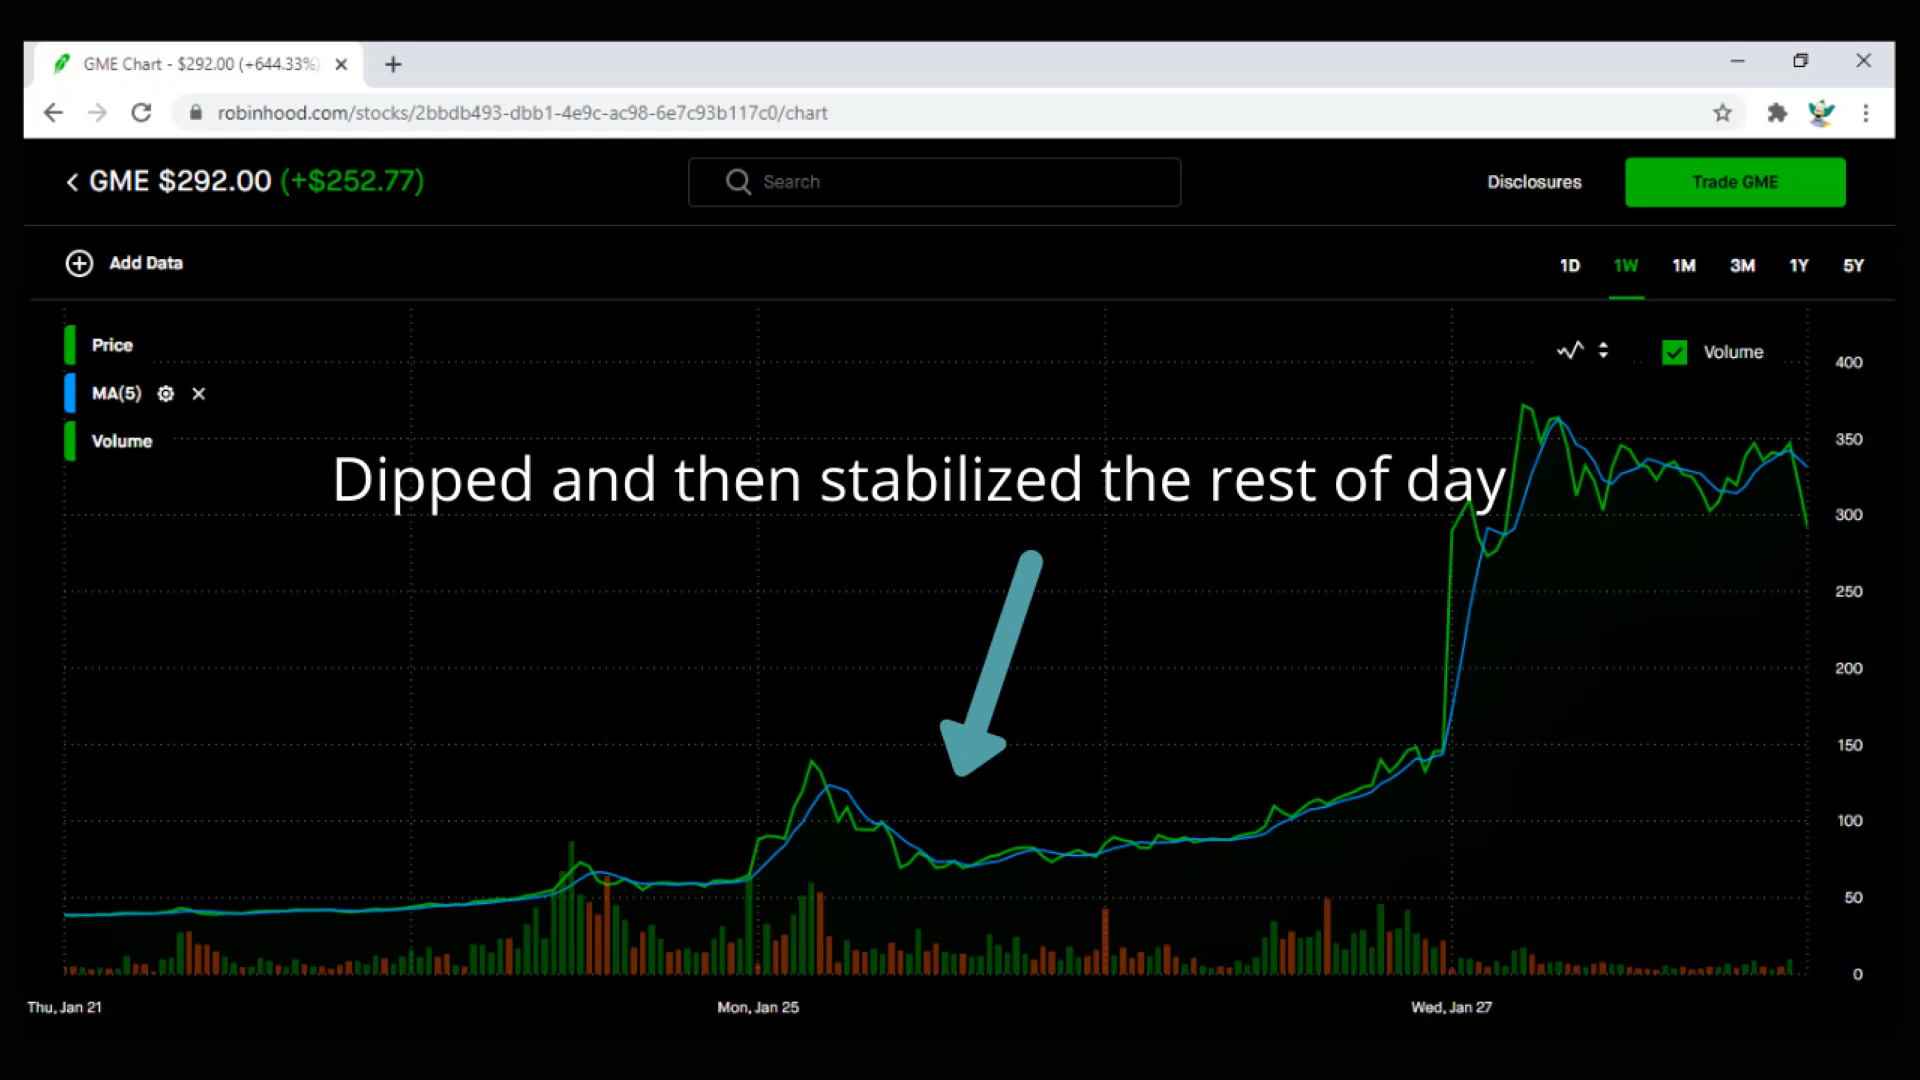 GME Chart - $292.00 (+644.33%)
robinhood.com/stocks/2bbdb493-dbb1-4e9c-ac98-6e7c93b117c0/chart
GME $292.00 (+$252.77)
Search
Disclosures
Trade GME
Add Data
1D 1W 1M 3M 1Y 5Y
Price
Volume
400
MA(5)
Volume
350
Dipped and then stabilized the rest of day
300
250
200
150
100
50
0
Thu, Jan 21
Mon, Jan 25
Wed, Jan 27